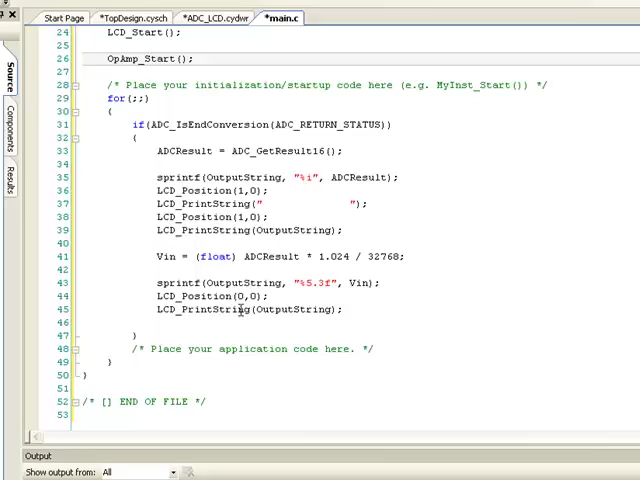 Start Page
*TopDesign.cysch
*ADC_LCD.cydwr
*main.c
Source
Components
Results
24 LCD_Start();
25
26 OpAmp_Start();
27
28 /* Place your initialization/startup code here (e.g. MyInst_Start()) */
29 for(;;)
30 {
31 if(ADC_IsEndConversion(ADC_RETURN_STATUS))
32 {
33 ADCResult = ADC_GetResult16();
34
35 sprintf(OutputString, "%i", ADCResult);
36 LCD_Position(1,0);
37 LCD_PrintString("                ");
38 LCD_Position(1,0);
39 LCD_PrintString(OutputString);
40
41 Vin = (float) ADCResult * 1.024 / 32768;
42
43 sprintf(OutputString, "%5.3f", Vin);
44 LCD_Position(0,0);
45 LCD_PrintString(OutputString);
46
47 }
48 /* Place your application code here. */
49 }
50 }
51
52 /* [] END OF FILE */
53
Output
Show output from: All